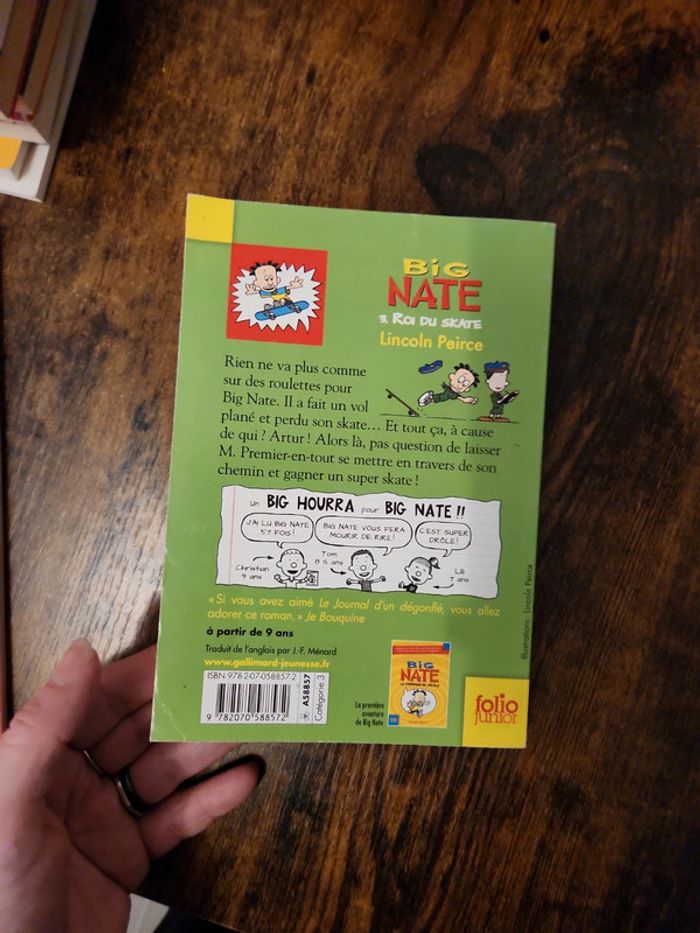 BiG
NATE
3. ROI DU SKATE
Lincoln Peirce
Rien ne va plus comme
sur des roulettes pour
Big Nate. Il a fait un vol
plané et perdu son skate… Et tout ça, à cause
de qui ? Artur ! Alors là, pas question de laisser
M. Premier-en-tout se mettre en travers de son
chemin et gagner un super skate !
un BIG HOURRA pour BIG NATE !!
J'AI LU BIG NATE
57 FOIS !
BIG NATE VOUS FERA
MOURIR DE RIRE !
C'EST SUPER
DRÔLE !
Christian
9 ans
Tom
8 ½ ans
Lili
7 ans
« Si vous avez aimé Le Journal d'un dégonflé, vous allez
adorer ce roman. » Je Bouquine
à partir de 9 ans
Traduit de l'anglais par J.-F. Ménard
www.gallimard-jeunesse.fr
Illustrations : Lincoln Peirce
ISBN 978-2-07-058857-2
9 782070 588572
A58857
Catégorie 3
La première
aventure
de Big Nate
BiG
NATE
folio
junior